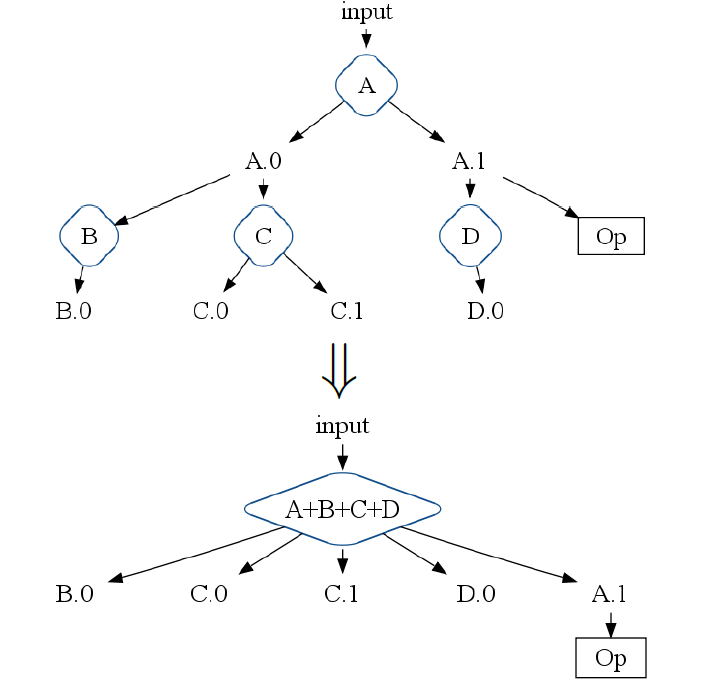 input
A
A.0 A.1
B C D Op
B.0 C.0 C.1 D.0
⇓
input
A+B+C+D
B.0 C.0 C.1 D.0 A.1
Op